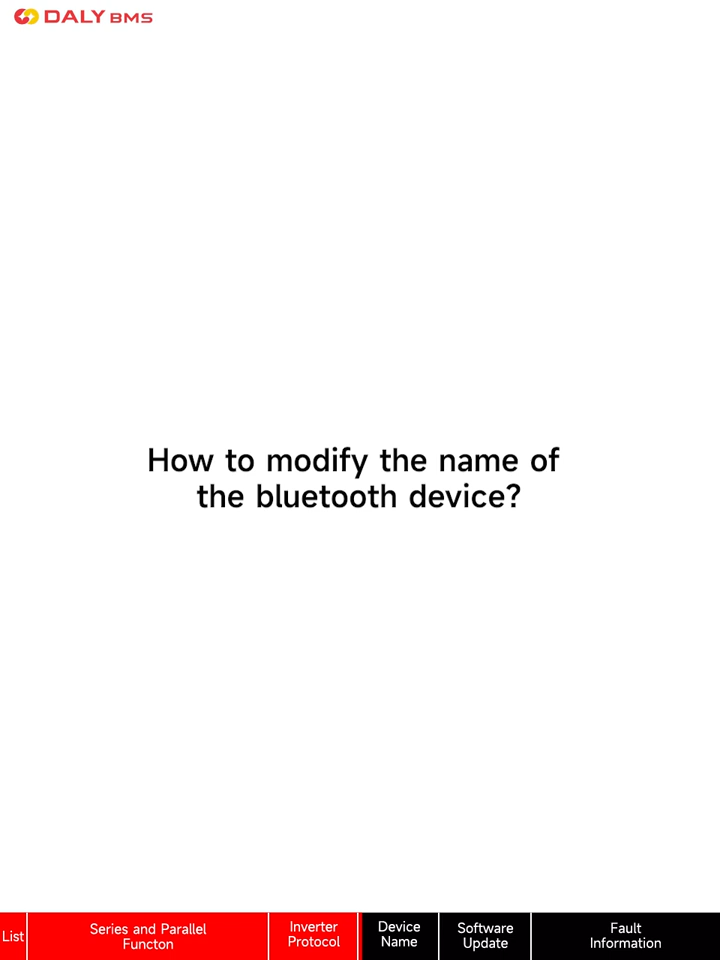 DALY BMS
How to modify the name of
the bluetooth device?
List
Series and Parallel
Functon
Inverter
Protocol
Device
Name
Software
Update
Fault
Information